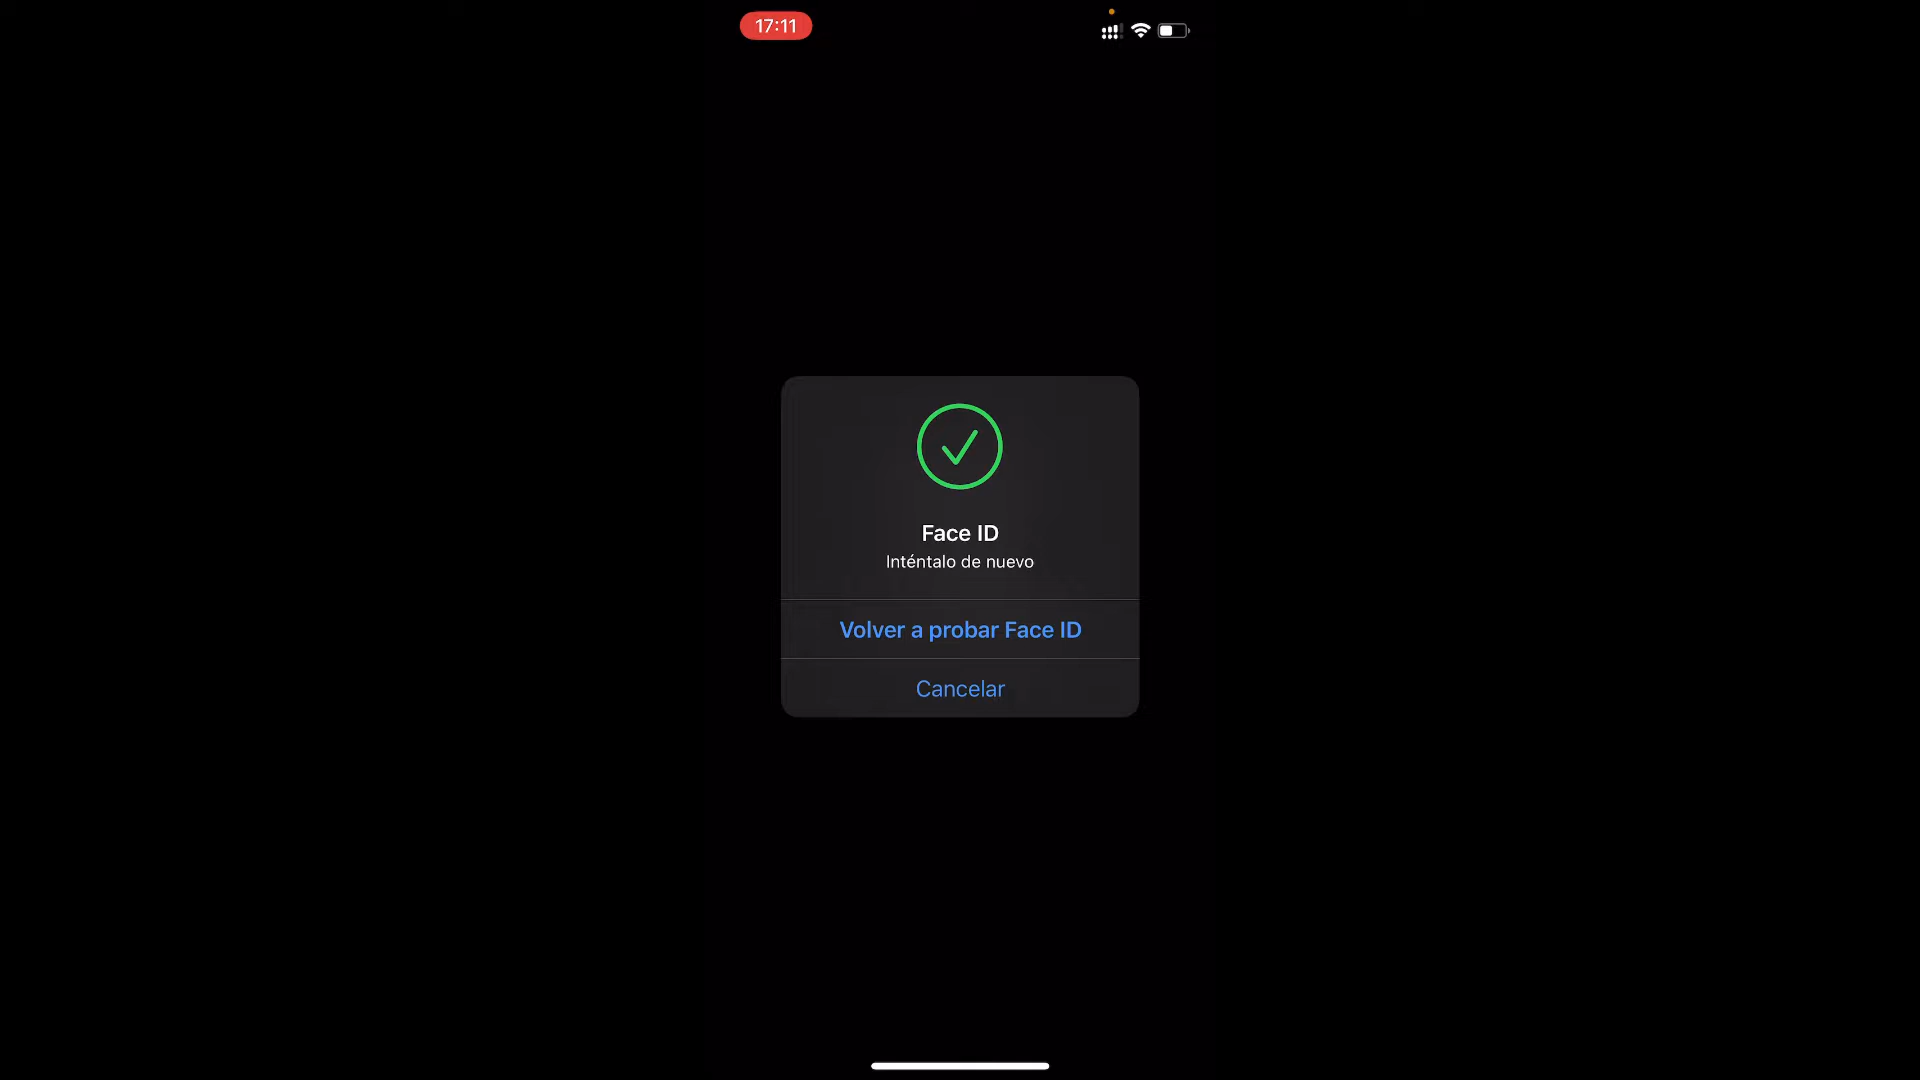 17:11
Face ID
Inténtalo de nuevo
Volver a probar Face ID
Cancelar